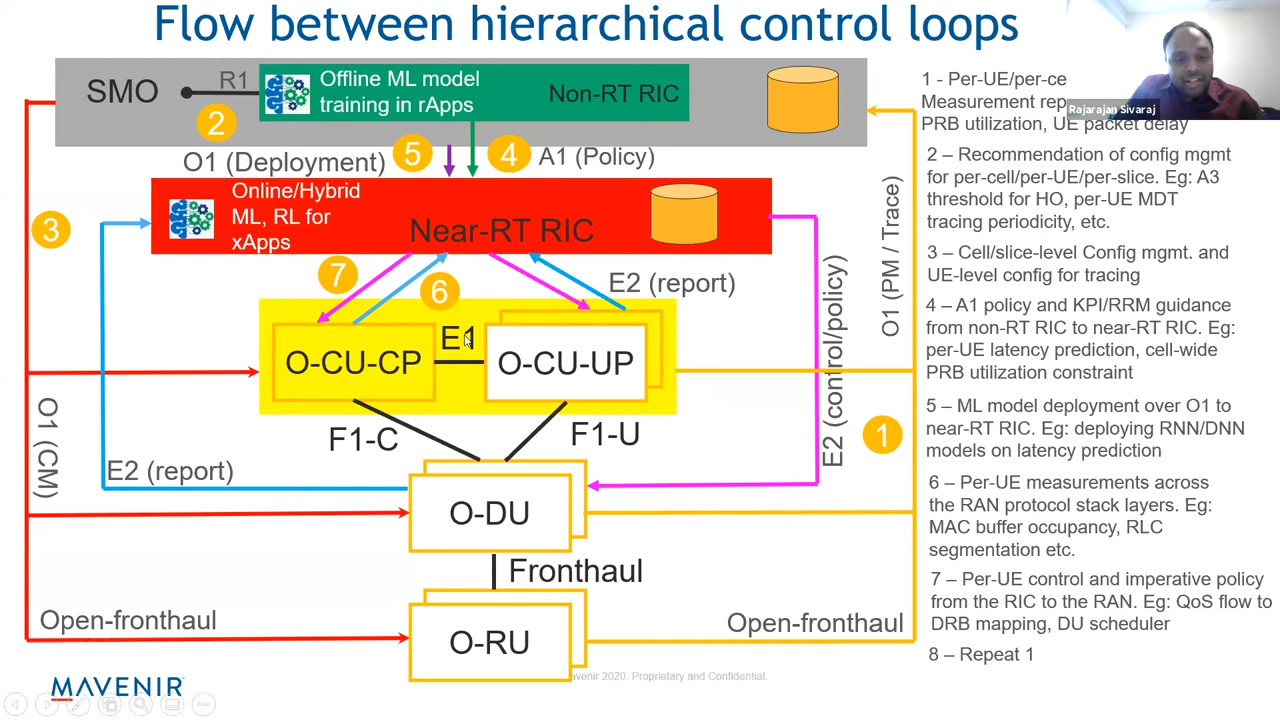 Flow between hierarchical control loops
SMO
R1
Offline ML model
training in rApps
Non-RT RIC
2
O1 (Deployment)
5
4
A1 (Policy)
3
Online/Hybrid
ML, RL for
xApps
Near-RT RIC
7
6
E2 (report)
E1
O-CU-CP
O-CU-UP
F1-C
F1-U
O1 (CM)
E2 (report)
E2 (control/policy)
O1 (PM / Trace)
1
O-DU
Fronthaul
Open-fronthaul
O-RU
Open-fronthaul
MAVENIR
avenir 2020. Proprietary and Confidential.
Rajarajan Sivaraj
1 - Per-UE/per-ce
Measurement rep
PRB utilization, UE packet delay
2 – Recommendation of config mgmt
for per-cell/per-UE/per-slice. Eg: A3
threshold for HO, per-UE MDT
tracing periodicity, etc.
3 – Cell/slice-level Config mgmt. and
UE-level config for tracing
4 – A1 policy and KPI/RRM guidance
from non-RT RIC to near-RT RIC. Eg:
per-UE latency prediction, cell-wide
PRB utilization constraint
5 – ML model deployment over O1 to
near-RT RIC. Eg: deploying RNN/DNN
models on latency prediction
6 – Per-UE measurements across
the RAN protocol stack layers. Eg:
MAC buffer occupancy, RLC
segmentation etc.
7 – Per-UE control and imperative policy
from the RIC to the RAN. Eg: QoS flow to
DRB mapping, DU scheduler
8 – Repeat 1